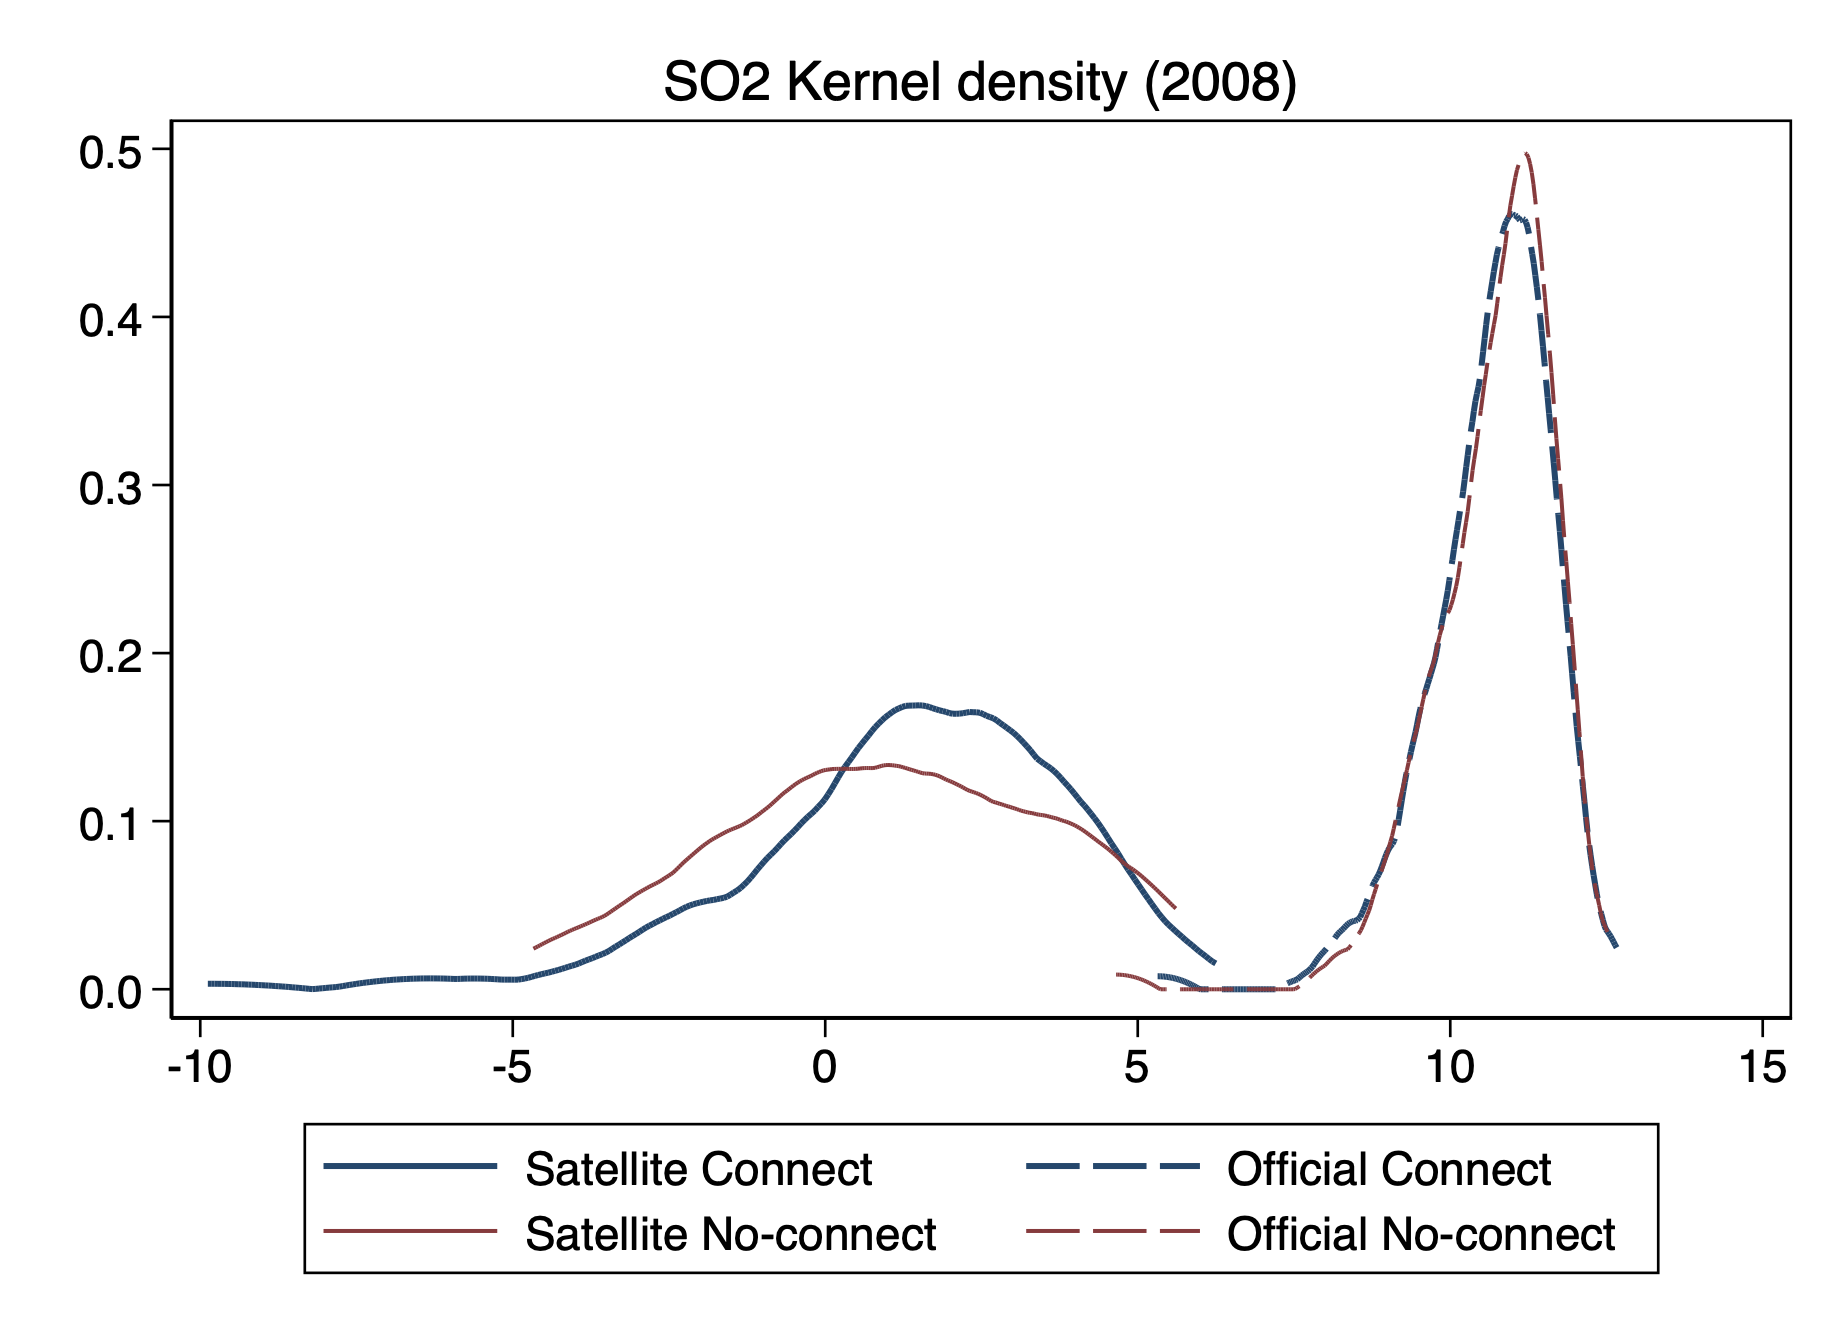 SO2 Kernel density (2008)
0.5
0.4
0.3
0.2
0.1
0.0
-10 -5 0 5 10 15
Satellite Connect Official Connect
Satellite No-connect Official No-connect